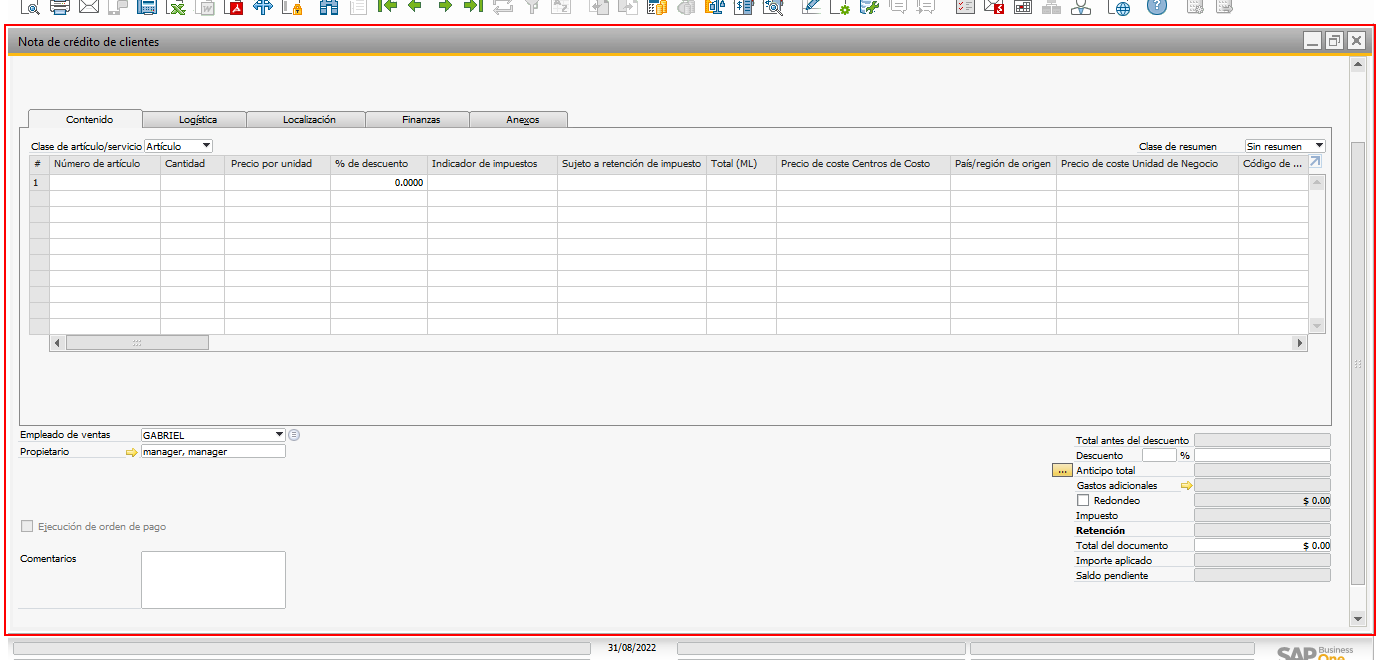 Nota de crédito de clientes
Contenido Logística Localización Finanzas Anexos
Clase de artículo/servicio Artículo Clase de resumen Sin resumen
# Número de artículo Cantidad Precio por unidad % de descuento Indicador de impuestos Sujeto a retención de impuesto Total (ML) Precio de coste Centros de Costo País/región de origen Precio de coste Unidad de Negocio Código de ...
1 0.0000
Empleado de ventas GABRIEL
Propietario manager, manager
Total antes del descuento
Descuento %
... Anticipo total
Gastos adicionales
Redondeo $ 0.00
Impuesto
Ejecución de orden de pago
Retención
Total del documento $ 0.00
Comentarios
Importe aplicado
Saldo pendiente
31/08/2022
SAP Business One